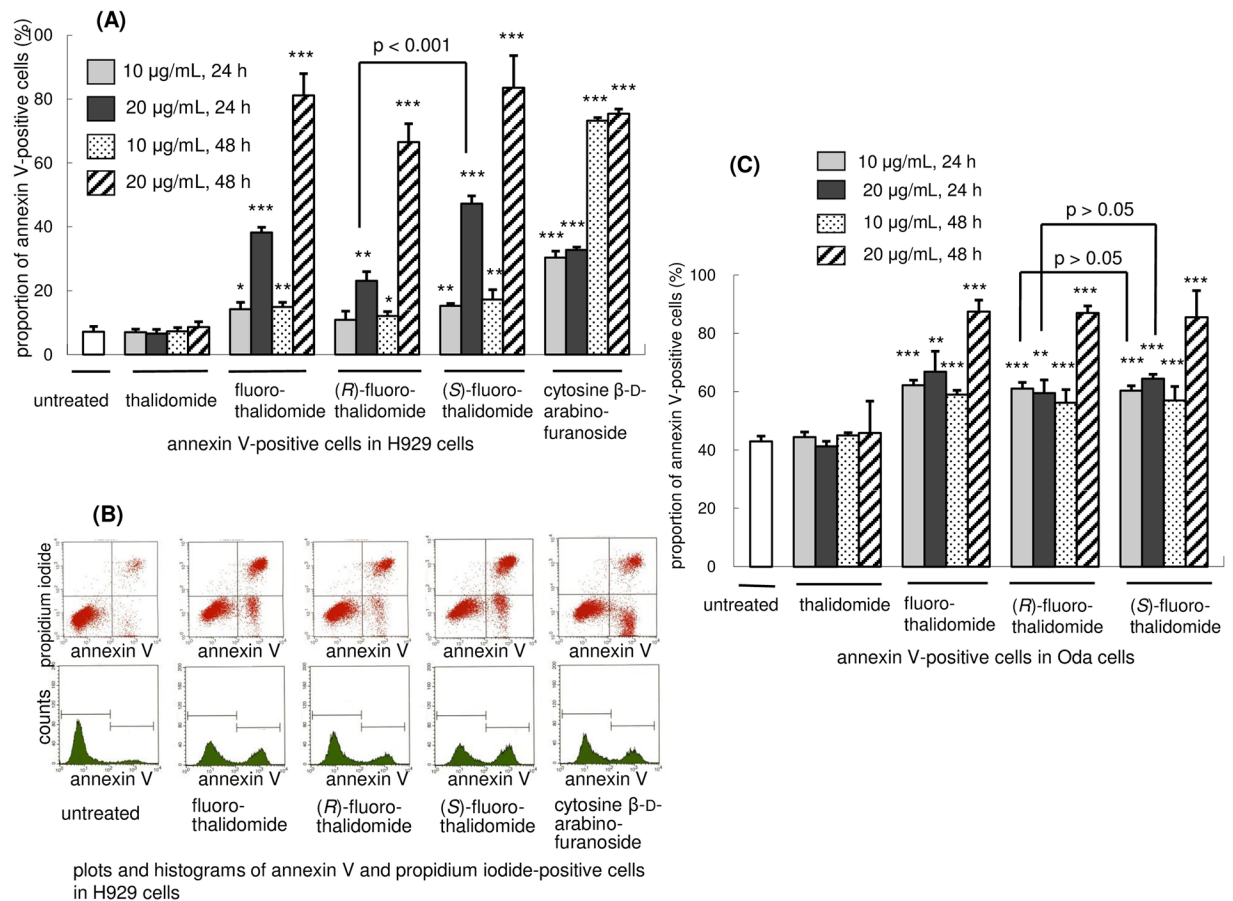 (A)
proportion of annexin V-positive cells (%)
100
80
60
40
20
0
10 µg/mL, 24 h
20 µg/mL, 24 h
10 µg/mL, 48 h
20 µg/mL, 48 h
p < 0.001
*
***
**
***
**
*
***
**
***
**
***
***
***
***
***
untreated
thalidomide
fluoro-
thalidomide
(R)-fluoro-
thalidomide
(S)-fluoro-
thalidomide
cytosine β-D-
arabino-
furanoside
annexin V-positive cells in H929 cells
(B)
propidium iodide
annexin V
annexin V
annexin V
annexin V
annexin V
counts
annexin V
annexin V
annexin V
annexin V
annexin V
untreated
fluoro-
thalidomide
(R)-fluoro-
thalidomide
(S)-fluoro-
thalidomide
cytosine β-D-
arabino-
furanoside
plots and histograms of annexin V and propidium iodide-positive cells
in H929 cells
(C)
10 µg/mL, 24 h
20 µg/mL, 24 h
10 µg/mL, 48 h
20 µg/mL, 48 h
proportion of annexin V-positive cells (%)
100
80
60
40
20
0
p > 0.05
p > 0.05
***
**
***
***
***
**
***
***
***
***
***
***
untreated
thalidomide
fluoro-
thalidomide
(R)-fluoro-
thalidomide
(S)-fluoro-
thalidomide
annexin V-positive cells in Oda cells